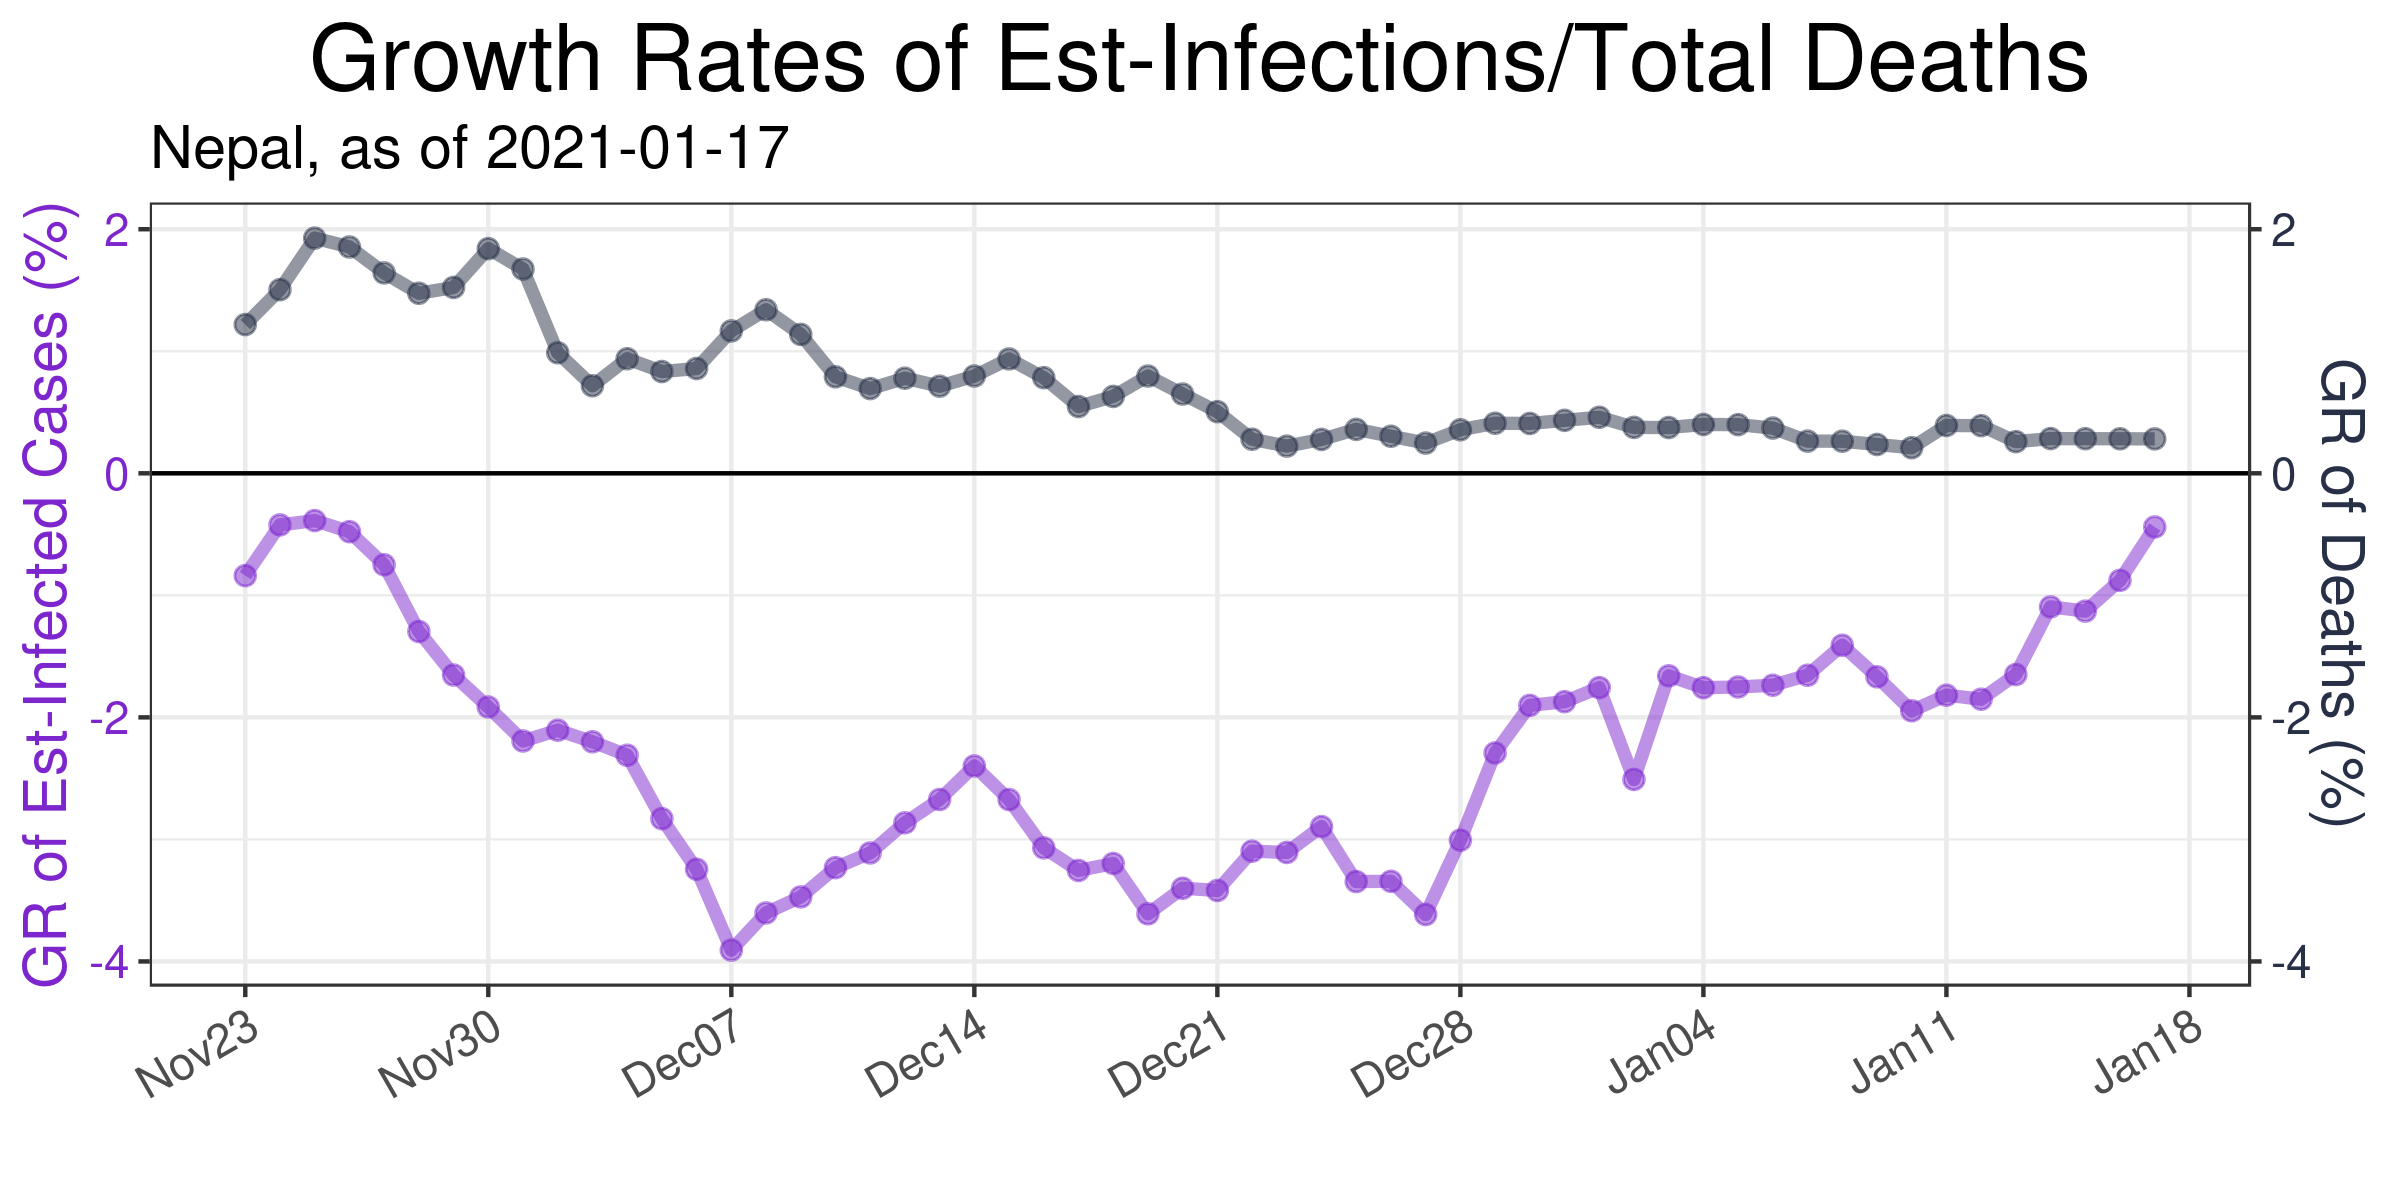 Growth Rates of Est-Infections/Total Deaths
Nepal, as of 2021-01-17
GR of Est-Infected Cases (%)
2
0
-2
-4
2
0
-2
-4
GR of Deaths (%)
Nov23
Nov30
Dec07
Dec14
Dec21
Dec28
Jan04
Jan11
Jan18